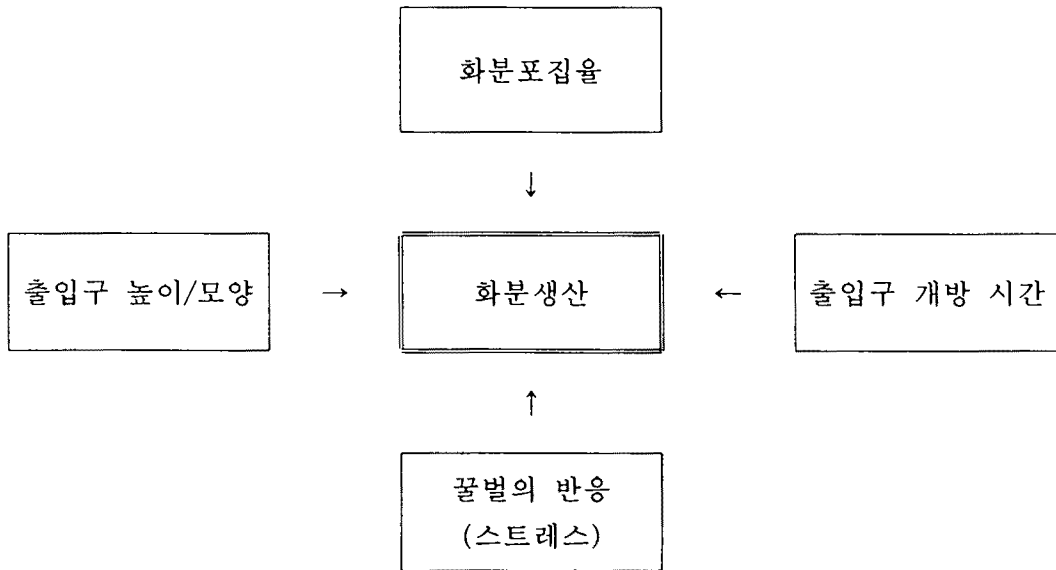 화분포집율
↓
출입구 높이/모양 → 화분생산 ← 출입구 개방 시간
↑
꿀벌의 반응
(스트레스)